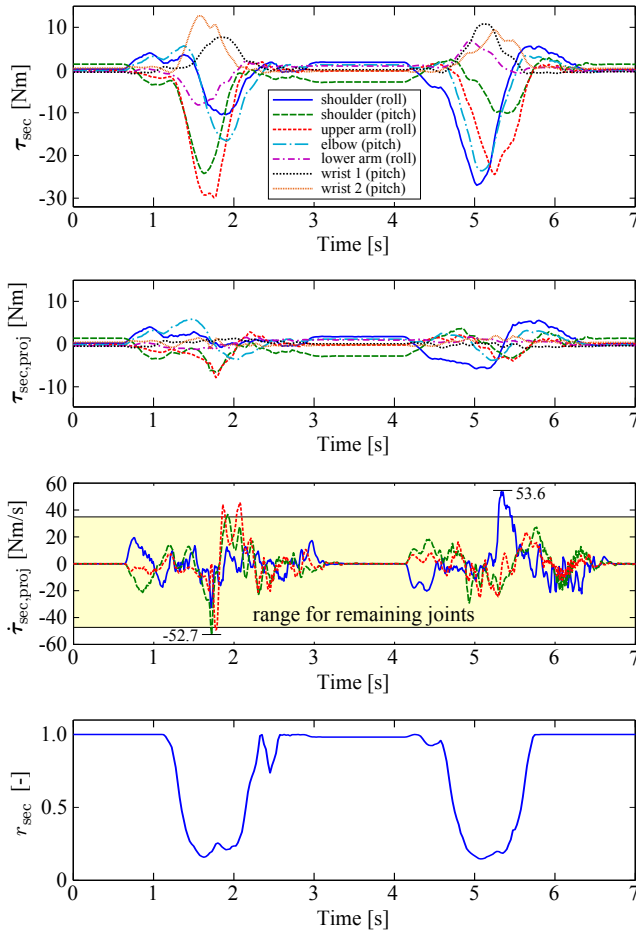 10
0
-10
-20
-30
τsec [Nm]
shoulder (roll)
shoulder (pitch)
upper arm (roll)
elbow (pitch)
lower arm (roll)
wrist 1 (pitch)
wrist 2 (pitch)
0 1 2 3 4 5 6 7
Time [s]
10
0
-10
τsec,proj [Nm]
0 1 2 3 4 5 6 7
Time [s]
60
40
20
0
-20
-40
-60
τ̇sec,proj [Nm/s]
53.6
range for remaining joints
-52.7
0 1 2 3 4 5 6 7
Time [s]
1.0
0.5
0
rsec [-]
0 1 2 3 4 5 6 7
Time [s]